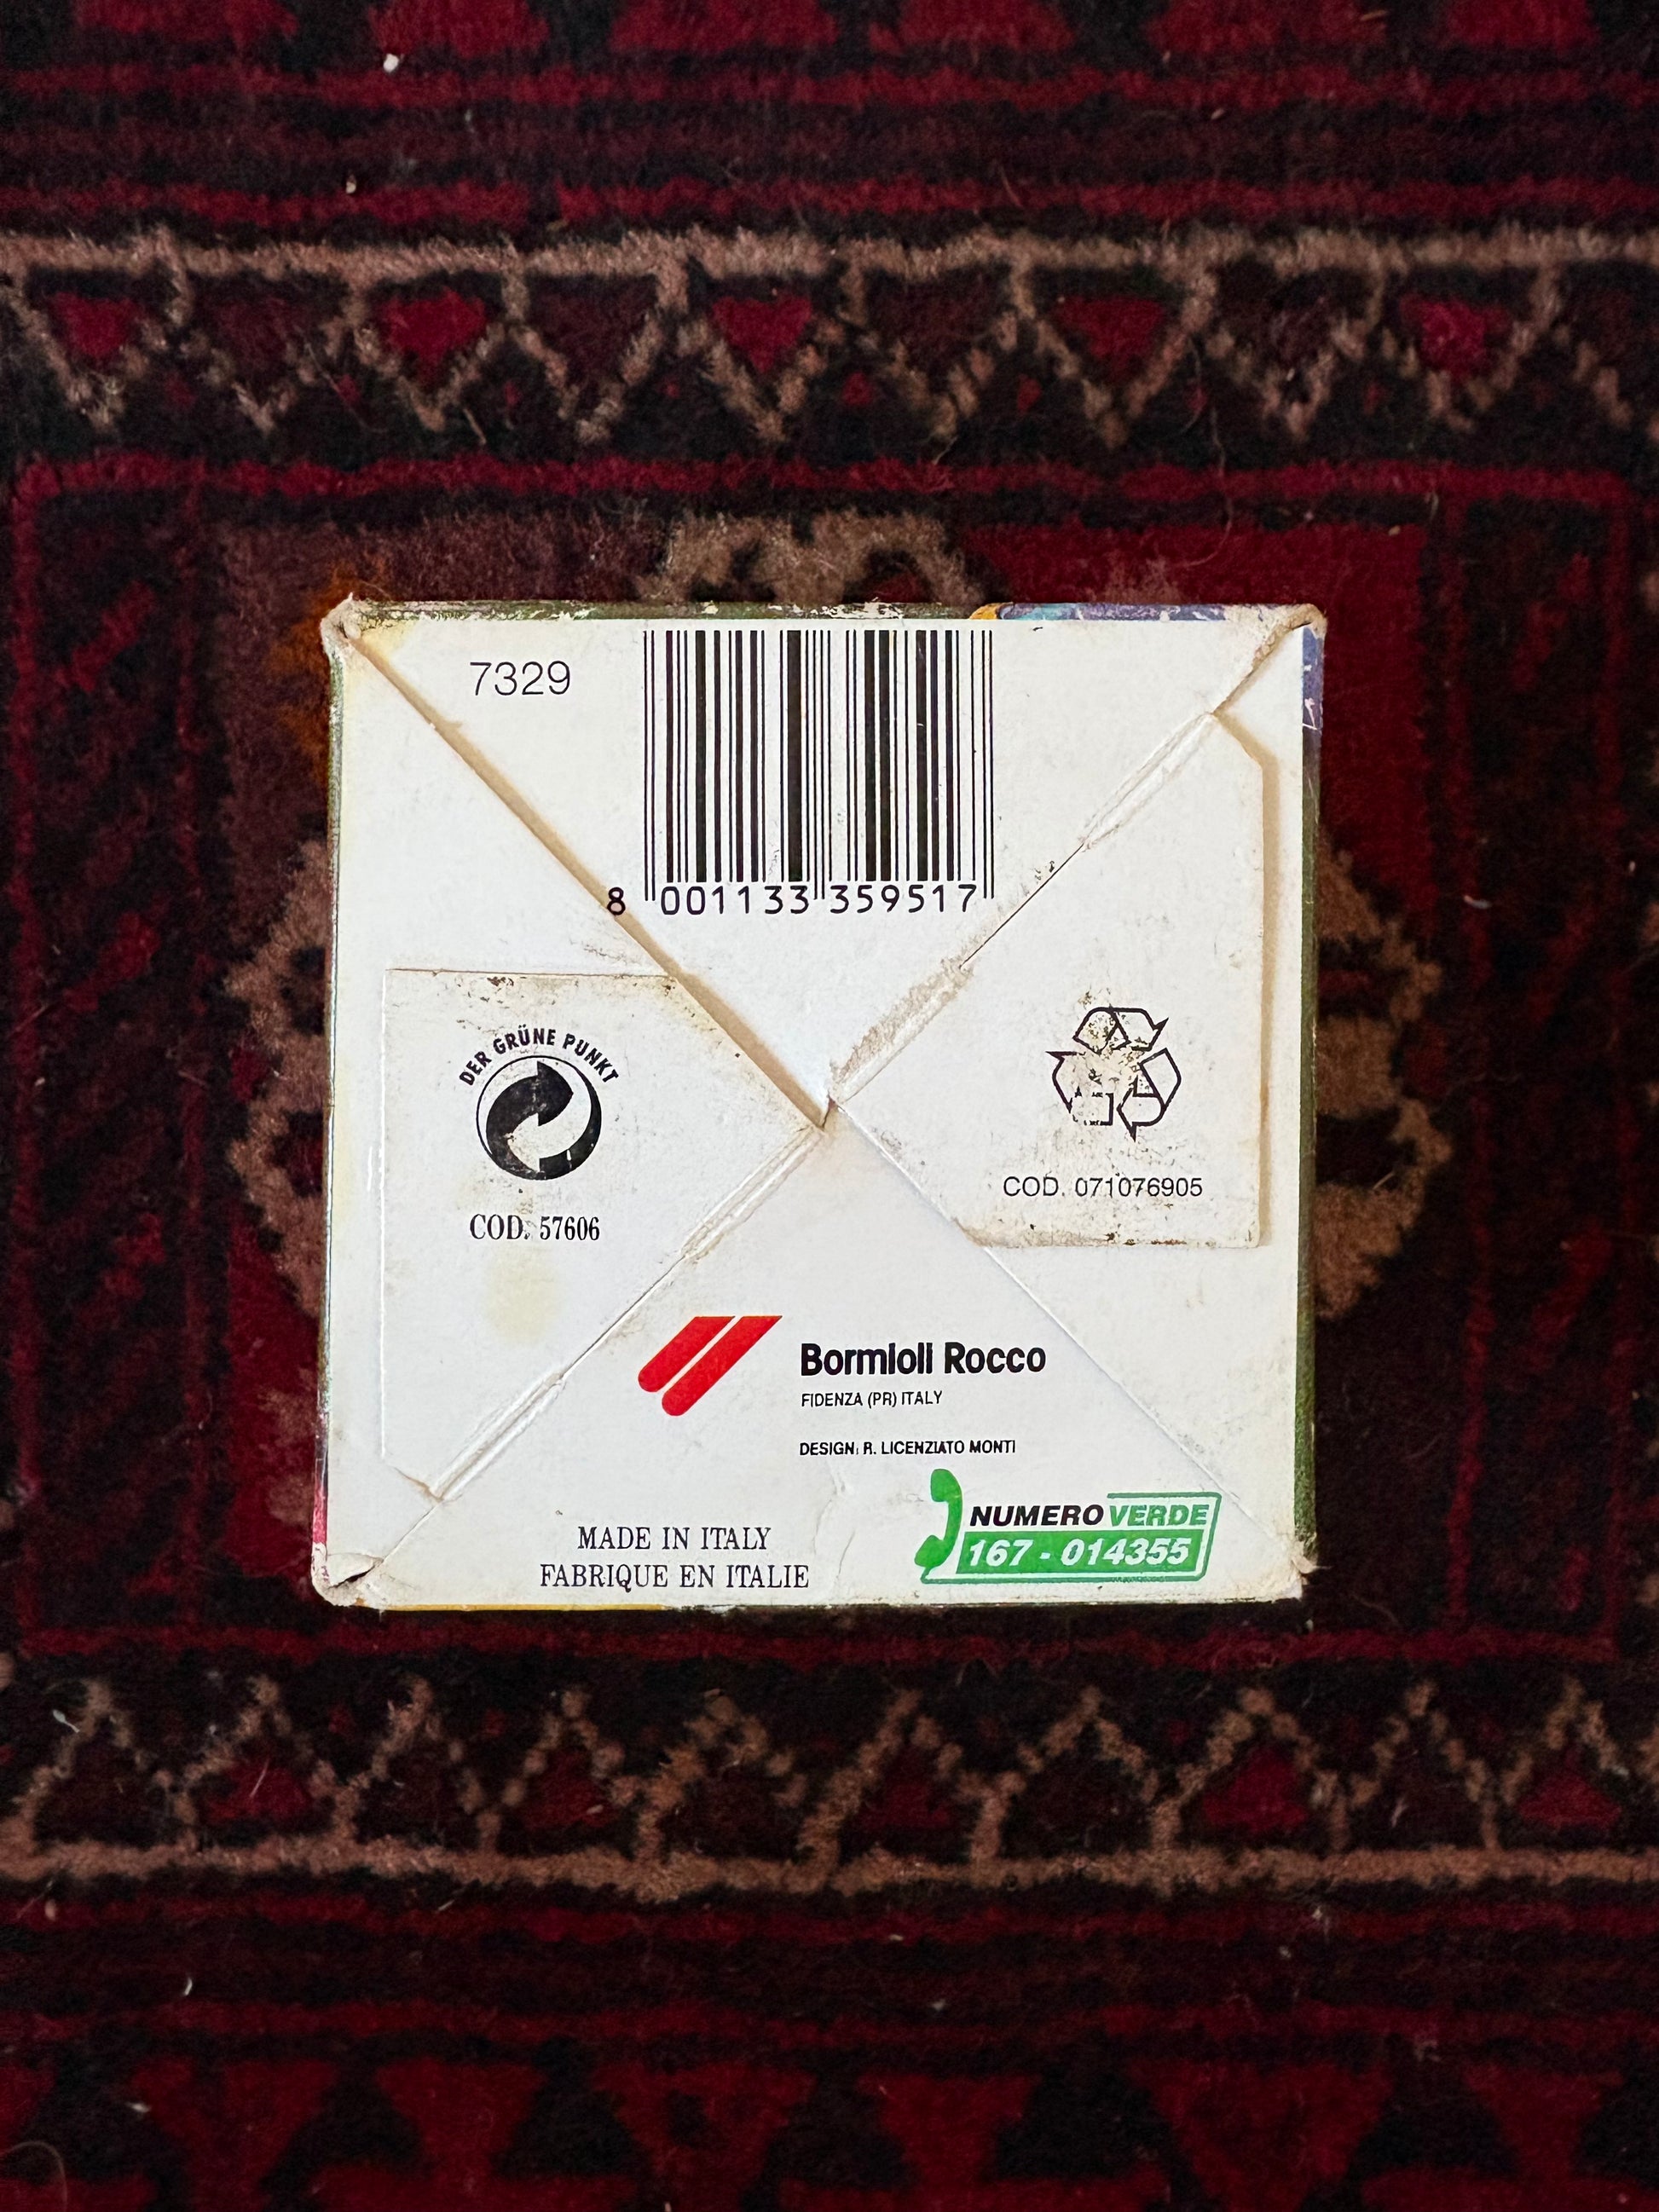 7329
8 001133 359517
DER GRÜNE PUNKT
COD. 57606
COD. 071076905
Bormioli Rocco
FIDENZA (PR) ITALY
DESIGN: R. LICENZIATO MONTI
NUMERO VERDE
167 - 014355
MADE IN ITALY
FABRIQUE EN ITALIE